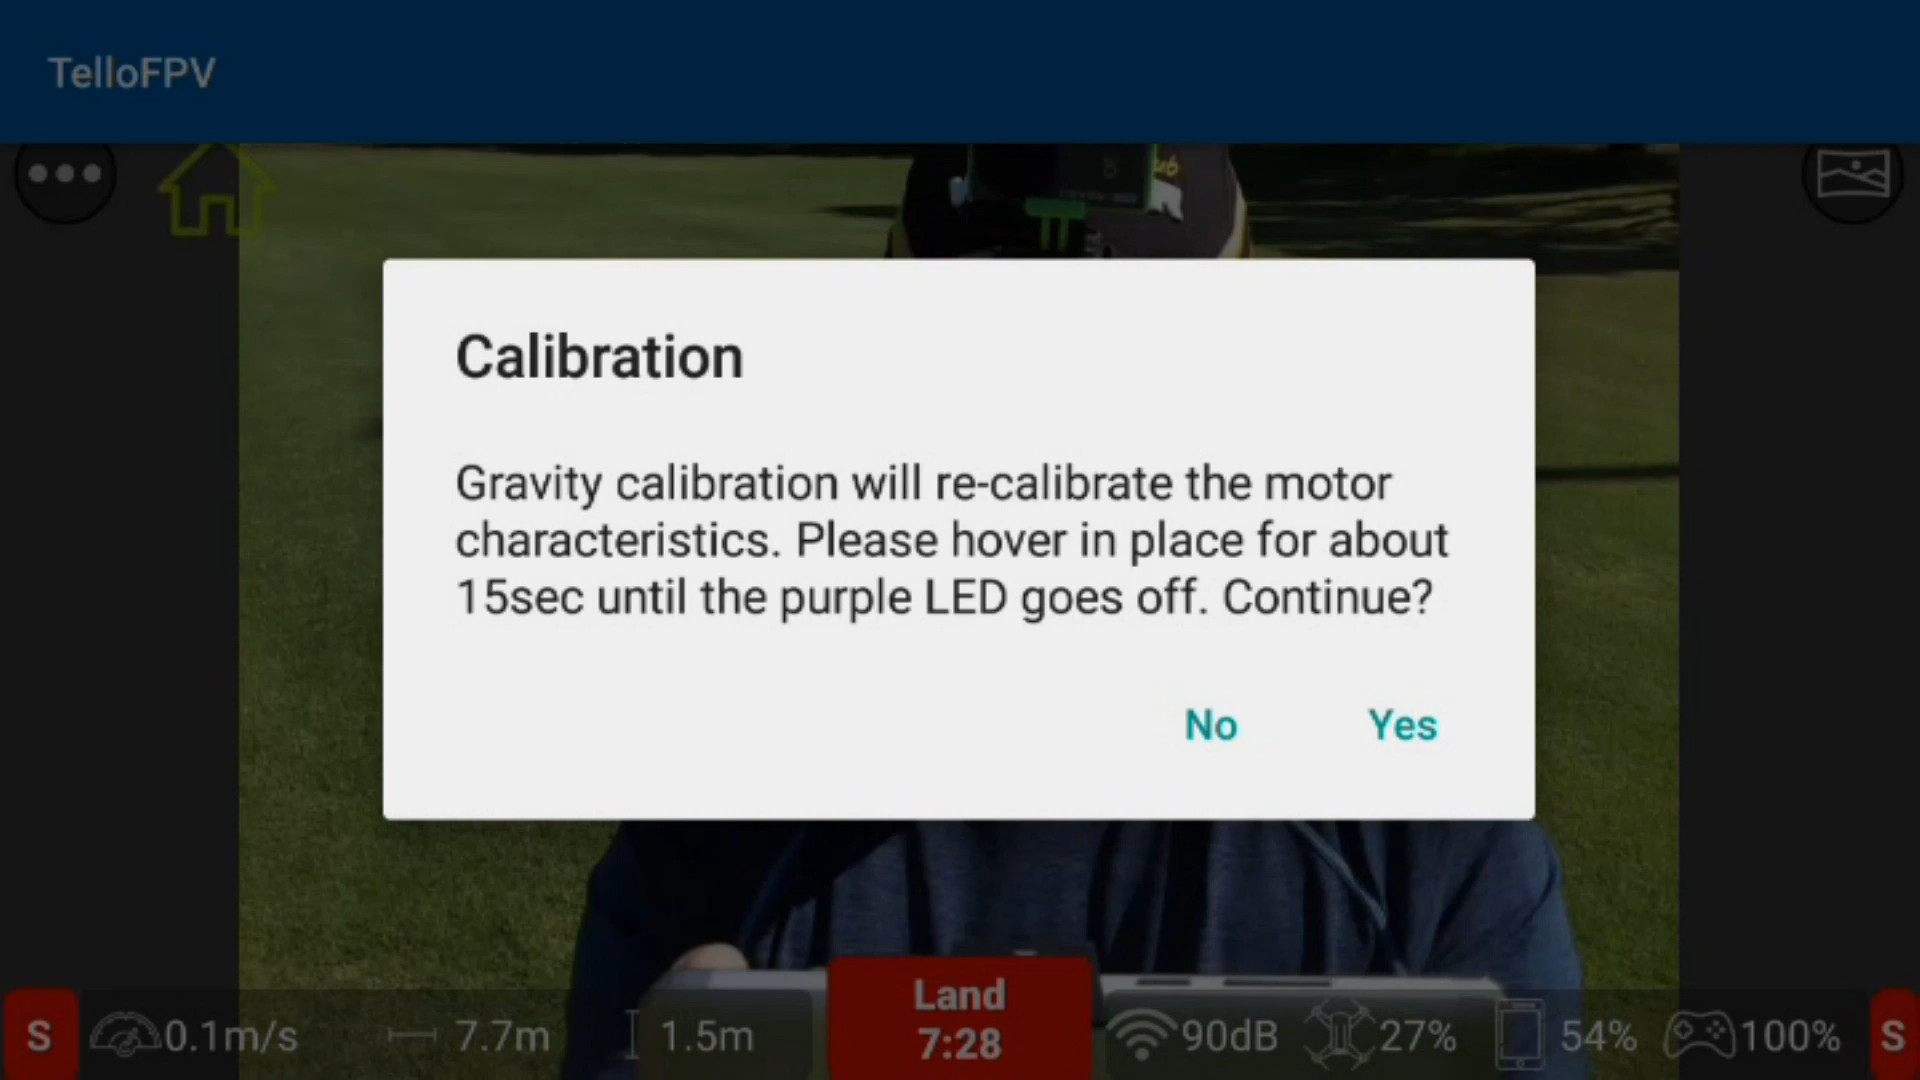 TelloFPV
Calibration
Gravity calibration will re-calibrate the motor
characteristics. Please hover in place for about
15sec until the purple LED goes off. Continue?
No Yes
S 0.1m/s 7.7m 1.5m Land 90dB 27% 54% 100% S
7:28